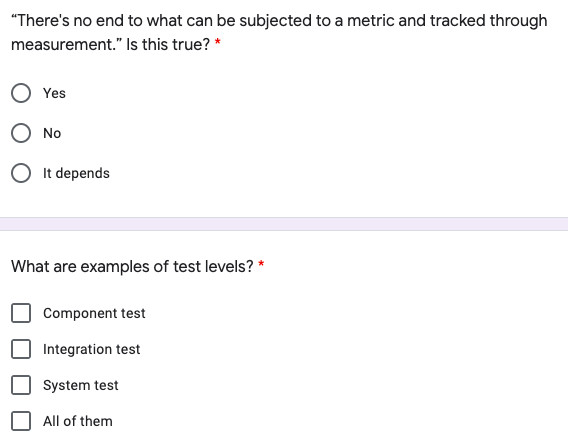 “There's no end to what can be subjected to a metric and tracked through
measurement.” Is this true? *
Yes
No
It depends
What are examples of test levels? *
Component test
Integration test
System test
All of them